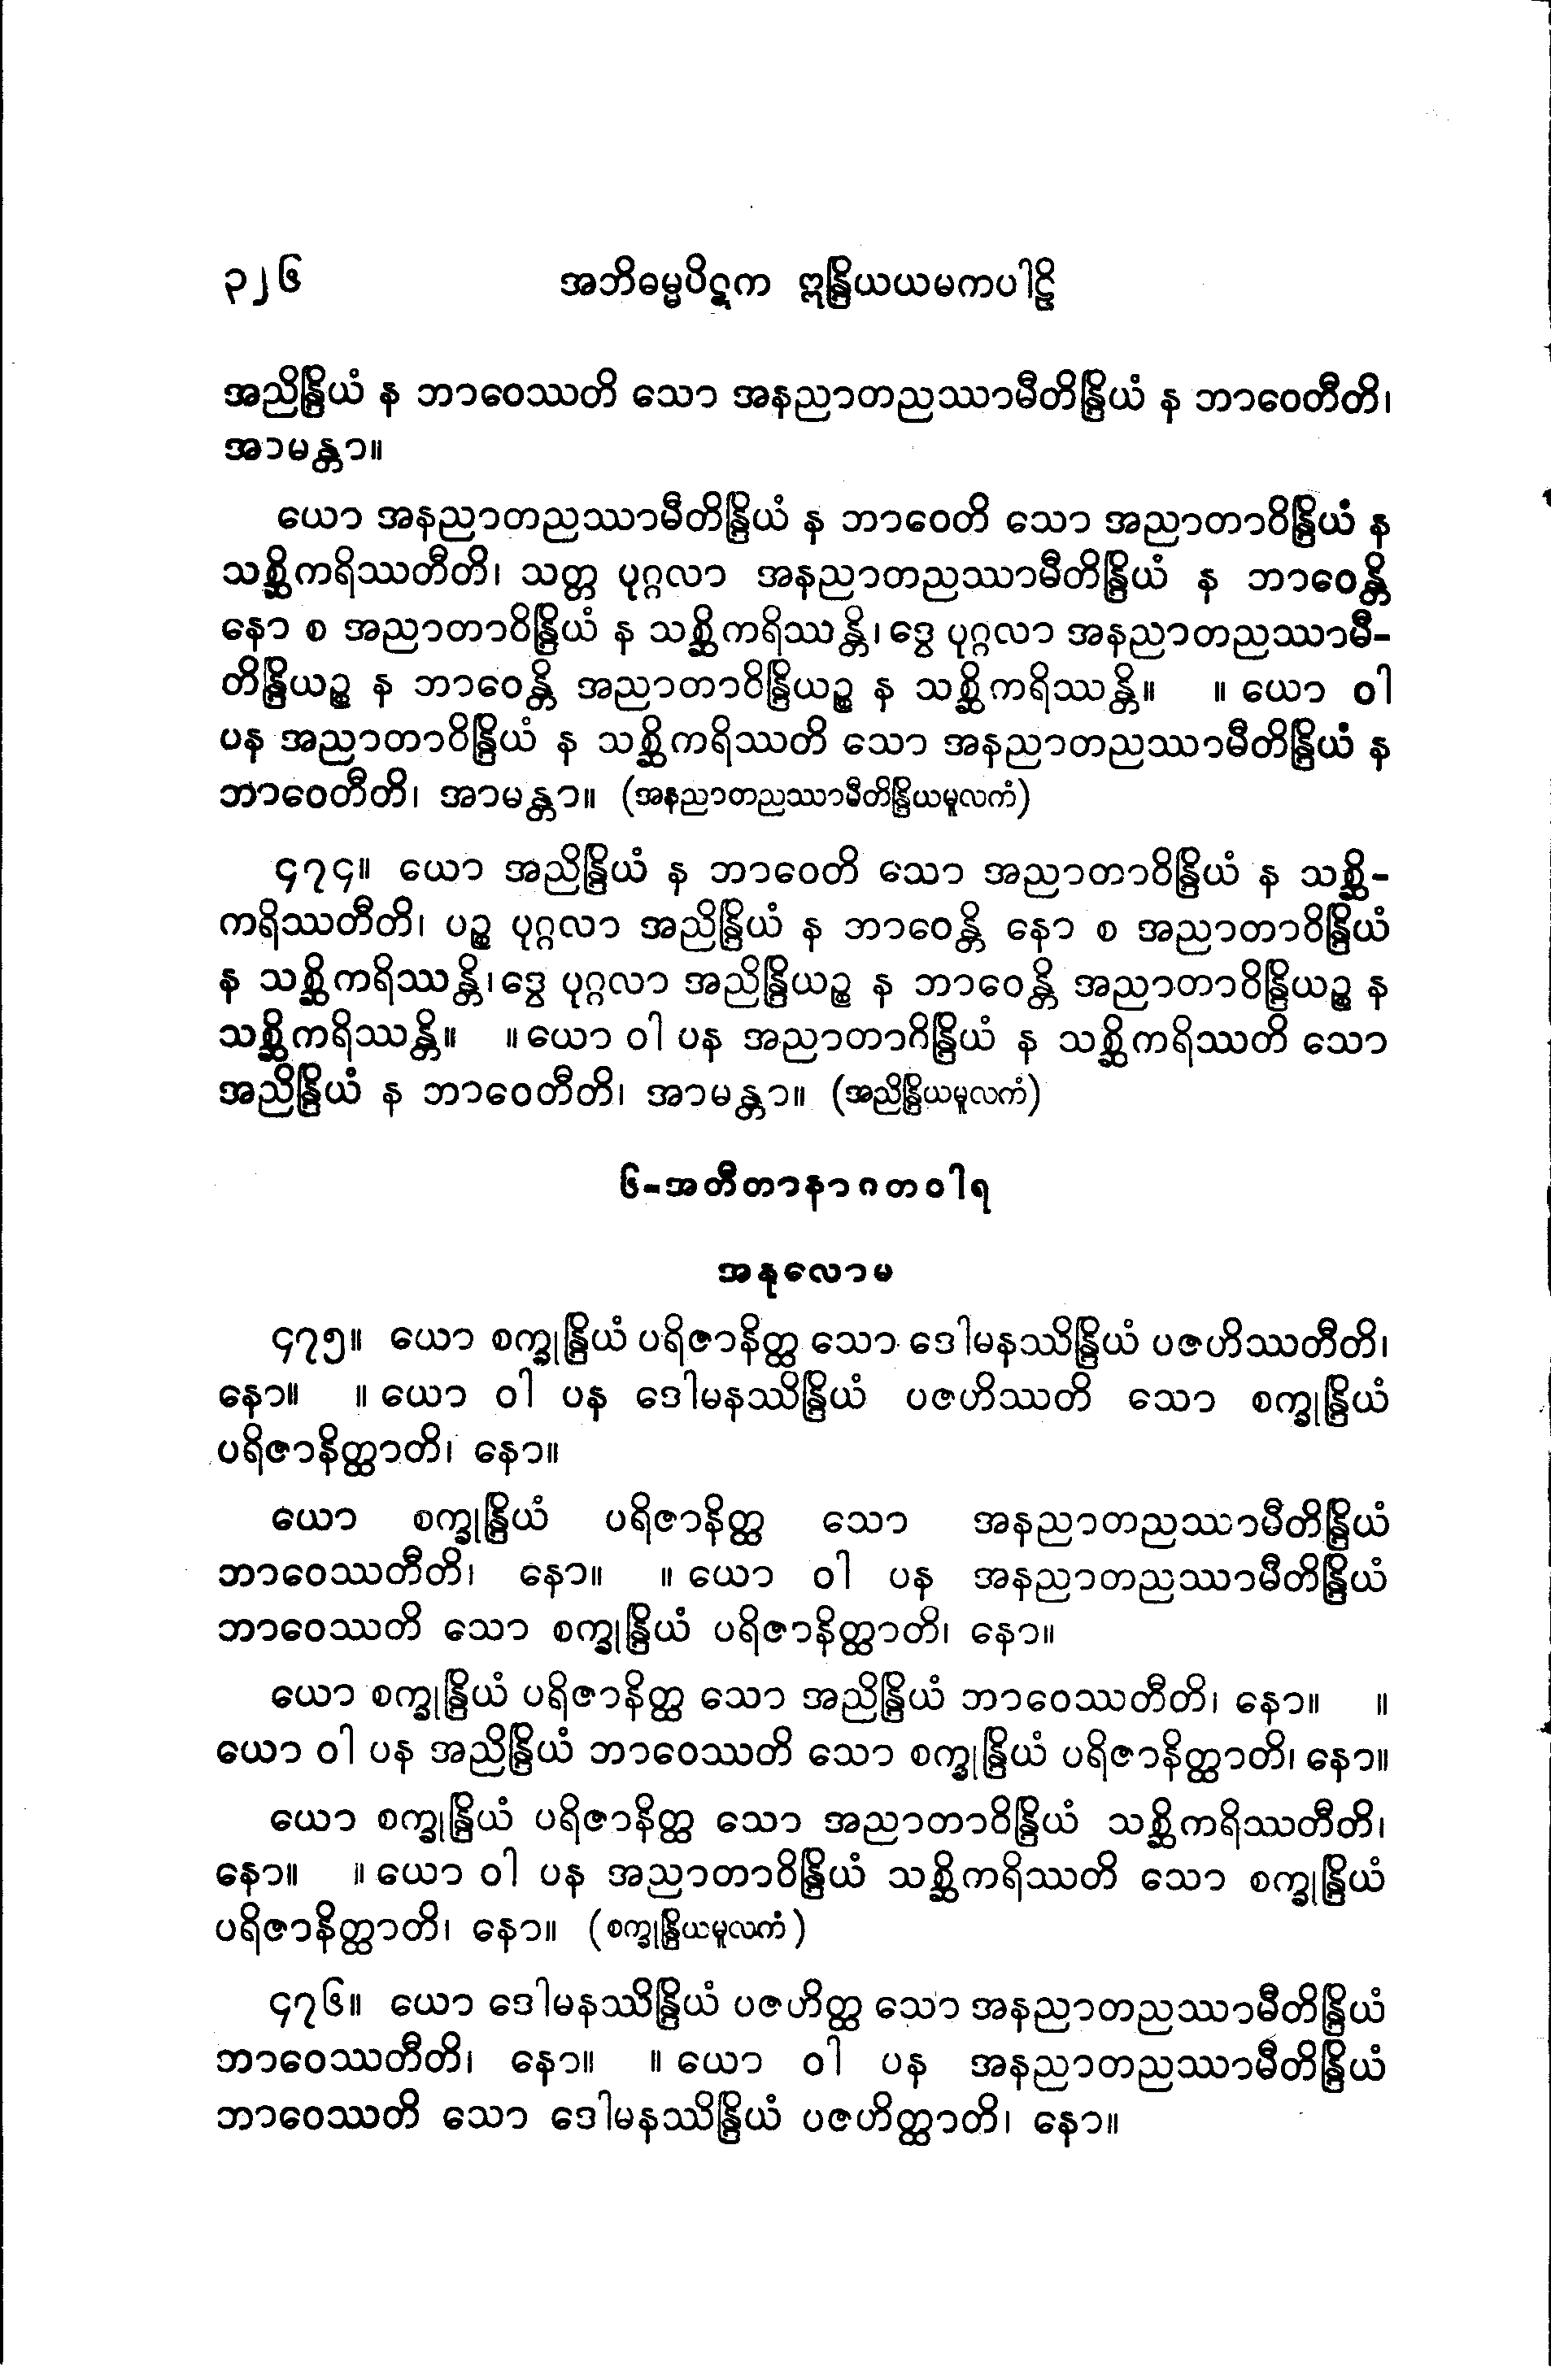 ၃၂၆ အဘိဓမ္မပိဋက ဣန္ဒြိယယမကပါဠိ
အညိန္ဒြိယံ န ဘာဝေဿတိ သော အနညာတညဿာမီတိန္ဒြိယံ န ဘာဝေတီတိ၊
အာမန္တာ။
ယော အနညာတညဿာမီတိန္ဒြိယံ န ဘာဝေတိ သော အညာတာဝိန္ဒြိယံ န
သစ္ဆိကရိဿတီတိ၊ သတ္တ ပုဂ္ဂလာ အနညာတညဿာမီတိန္ဒြိယံ န ဘာဝေန္တိ
နော စ အညာတာဝိန္ဒြိယံ န သစ္ဆိကရိဿန္တိ၊ ဒွေ ပုဂ္ဂလာ အနညာတညဿာမီ-
တိန္ဒြိယဉ္စ န ဘာဝေန္တိ အညာတာဝိန္ဒြိယဉ္စ န သစ္ဆိကရိဿန္တိ။ ။ ယော ဝါ
ပန အညာတာဝိန္ဒြိယံ န သစ္ဆိကရိဿတိ သော အနညာတညဿာမီတိန္ဒြိယံ န
ဘာဝေတီတိ၊ အာမန္တာ။ (အနညာတညဿာမီတိန္ဒြိယမူလကံ)
၄၇၄။ ယော အညိန္ဒြိယံ န ဘာဝေတိ သော အညာတာဝိန္ဒြိယံ န သစ္ဆိ-
ကရိဿတီတိ၊ ပဉ္စ ပုဂ္ဂလာ အညိန္ဒြိယံ န ဘာဝေန္တိ နော စ အညာတာဝိန္ဒြိယံ
န သစ္ဆိကရိဿန္တိ၊ ဒွေ ပုဂ္ဂလာ အညိန္ဒြိယဉ္စ န ဘာဝေန္တိ အညာတာဝိန္ဒြိယဉ္စ န
သစ္ဆိကရိဿန္တိ။ ။ ယော ဝါ ပန အညာတာဂိန္ဒြိယံ န သစ္ဆိကရိဿတိ သော
အညိန္ဒြိယံ န ဘာဝေတီတိ၊ အာမန္တာ။ (အညိန္ဒြိယမူလကံ)
၆-အတီတာနာဂတဝါရ
အနုလောမ
၄၇၅။ ယော စက္ခုန္ဒြိယံ ပရိဇာနိတ္ထ သော ဒေါမနဿိန္ဒြိယံ ပဇဟိဿတီတိ၊
နော။ ။ ယော ဝါ ပန ဒေါမနဿိန္ဒြိယံ ပဇဟိဿတိ သော စက္ခုန္ဒြိယံ
ပရိဇာနိတ္ထာတိ၊ နော။
ယော စက္ခုန္ဒြိယံ ပရိဇာနိတ္ထ သော အနညာတညဿာမီတိန္ဒြိယံ
ဘာဝေဿတီတိ၊ နော။ ။ ယော ဝါ ပန အနညာတညဿာမီတိန္ဒြိယံ
ဘာဝေဿတိ သော စက္ခုန္ဒြိယံ ပရိဇာနိတ္ထာတိ၊ နော။
ယော စက္ခုန္ဒြိယံ ပရိဇာနိတ္ထ သော အညိန္ဒြိယံ ဘာဝေဿတီတိ၊ နော။ ။
ယော ဝါ ပန အညိန္ဒြိယံ ဘာဝေဿတိ သော စက္ခုန္ဒြိယံ ပရိဇာနိတ္ထာတိ၊ နော။
ယော စက္ခုန္ဒြိယံ ပရိဇာနိတ္ထ သော အညာတာဝိန္ဒြိယံ သစ္ဆိကရိဿတီတိ၊
နော။ ။ ယော ဝါ ပန အညာတာဝိန္ဒြိယံ သစ္ဆိကရိဿတိ သော စက္ခုန္ဒြိယံ
ပရိဇာနိတ္ထာတိ၊ နော။ (စက္ခုန္ဒြိယမူလကံ)
၄၇၆။ ယော ဒေါမနဿိန္ဒြိယံ ပဇဟိတ္ထ သော အနညာတညဿာမီတိန္ဒြိယံ
ဘာဝေဿတီတိ၊ နော။ ။ ယော ဝါ ပန အနညာတညဿာမီတိန္ဒြိယံ
ဘာဝေဿတိ သော ဒေါမနဿိန္ဒြိယံ ပဇဟိတ္ထာတိ၊ နော။